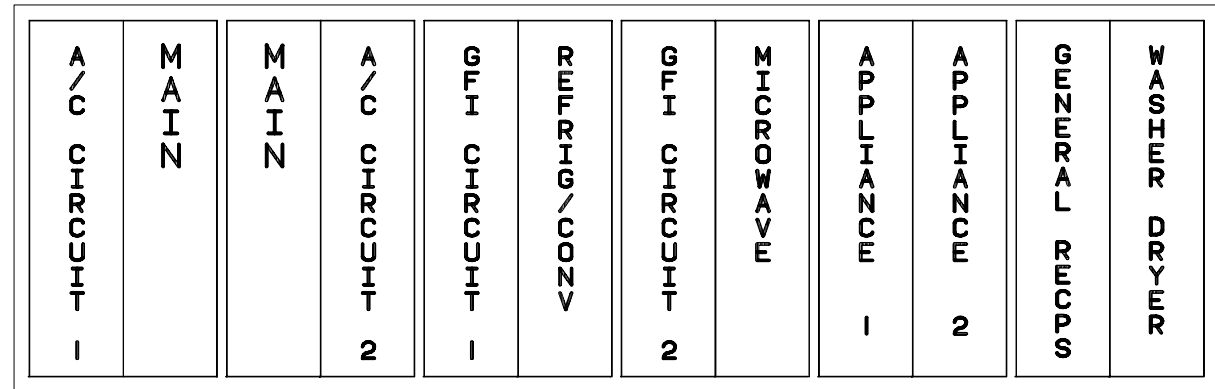 A/C CIRCUIT 1
MAIN
MAIN
A/C CIRCUIT 2
GFI CIRCUIT 1
REFRIG/CONV
GFI CIRCUIT 2
MICROWAVE
APPLIANCE 1
APPLIANCE 2
GENERAL RECPS
WASHER DRYER